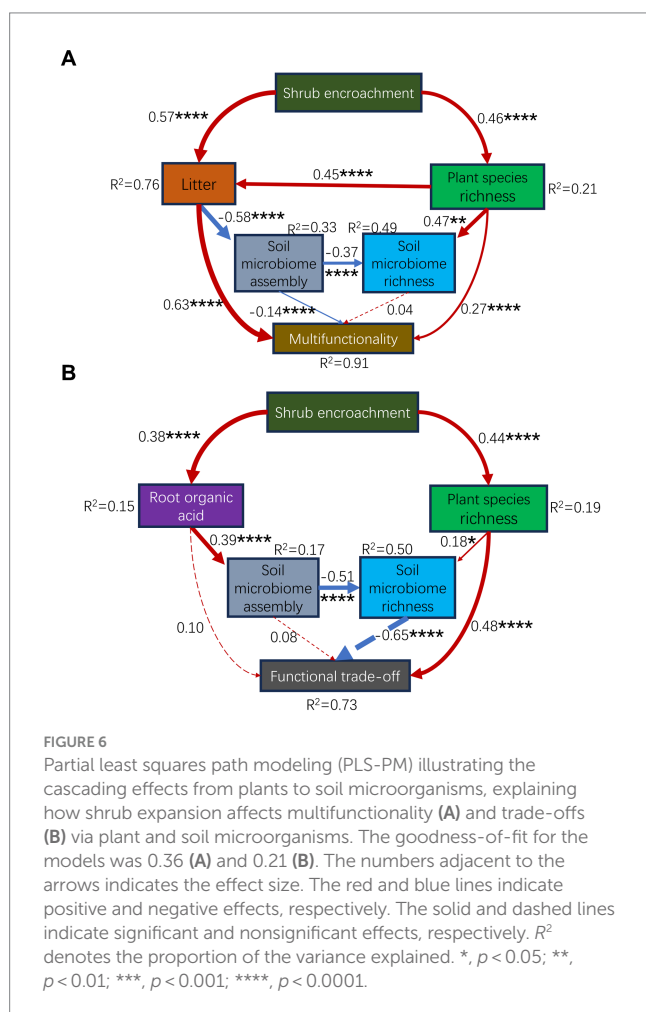 A
Shrub encroachment
0.57****
0.46****
R²=0.76
Litter
0.45****
Plant species
richness
R²=0.21
-0.58****
R²=0.33
R²=0.49
0.47**
Soil
microbiome
assembly
-0.37
****
Soil
microbiome
richness
0.63****
-0.14****
0.04
0.27****
Multifunctionality
R²=0.91
B
Shrub encroachment
0.38****
0.44****
R²=0.15
Root organic
acid
Plant species
richness
R²=0.19
0.39****
R²=0.17
R²=0.50
0.18*
Soil
microbiome
assembly
-0.51
****
Soil
microbiome
richness
0.10
0.08
-0.65****
0.48****
Functional trade-off
R²=0.73
FIGURE 6
Partial least squares path modeling (PLS-PM) illustrating the
cascading effects from plants to soil microorganisms, explaining
how shrub expansion affects multifunctionality (A) and trade-offs
(B) via plant and soil microorganisms. The goodness-of-fit for the
models was 0.36 (A) and 0.21 (B). The numbers adjacent to the
arrows indicates the effect size. The red and blue lines indicate
positive and negative effects, respectively. The solid and dashed lines
indicate significant and nonsignificant effects, respectively. R²
denotes the proportion of the variance explained. *, p < 0.05; **,
p < 0.01; ***, p < 0.001; ****, p < 0.0001.